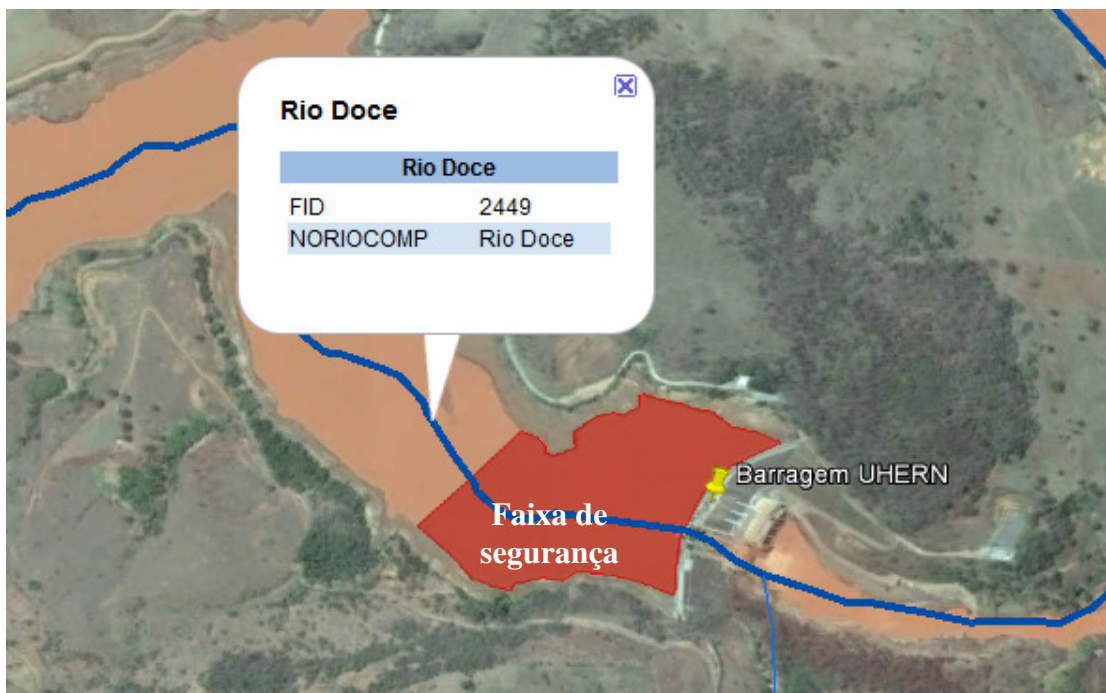 Rio Doce
Rio Doce
FID 2449
NORIOCOMP Rio Doce
Barragem UHERN
Faixa de
segurança